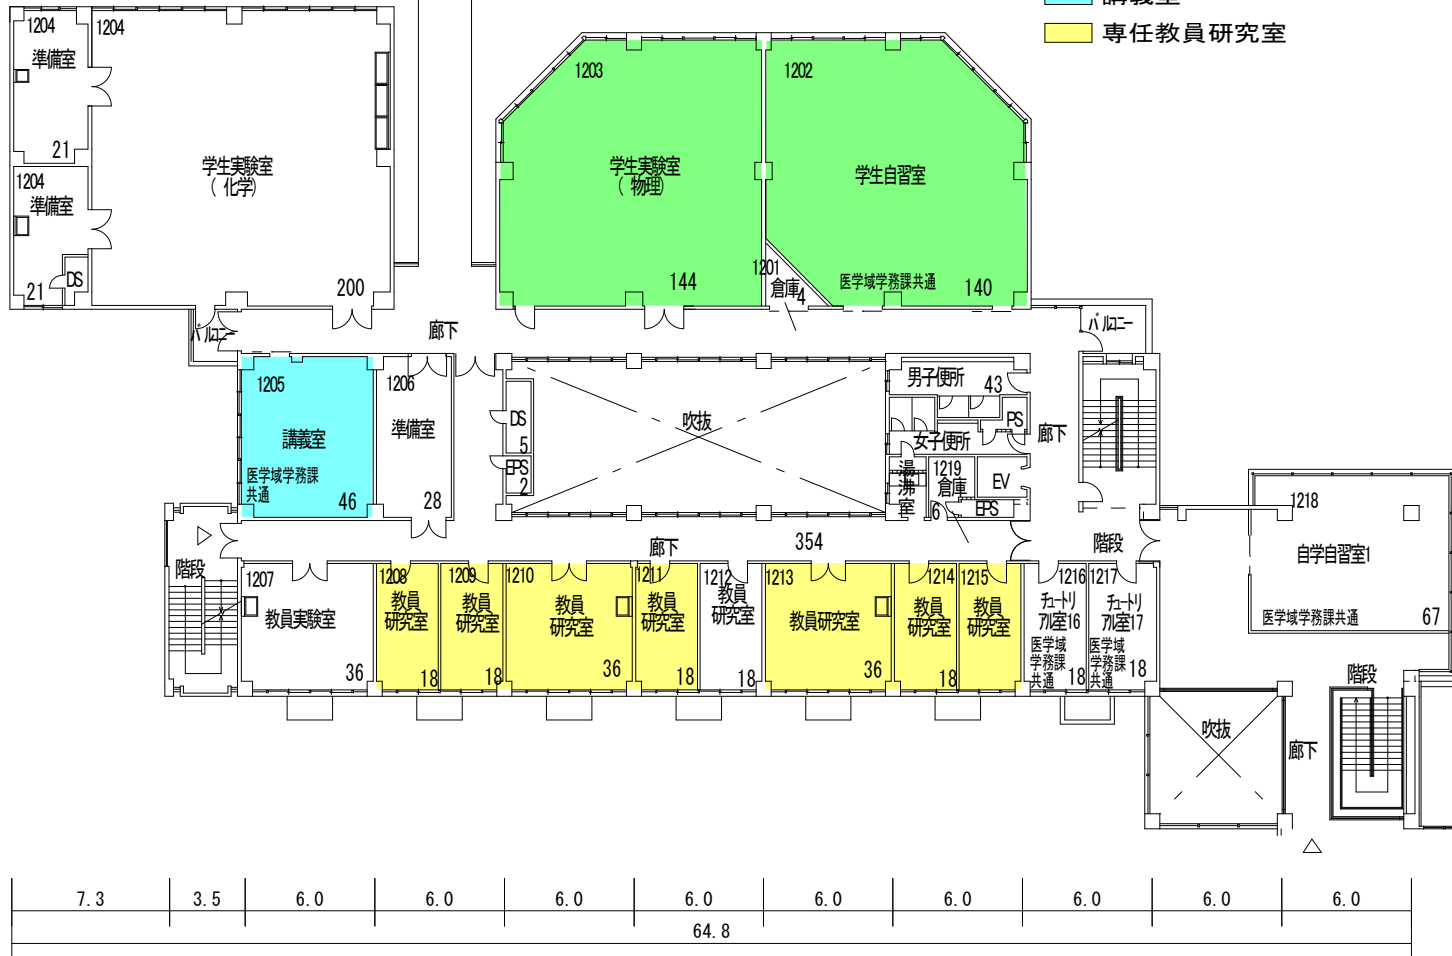 講義室
専任教員研究室
1204
準備室
21
1204
学生実験室
( 化学)
200
1204
準備室
DS
21
1203
学生実験室
( 物理)
144
1202
学生自習室
医学域学務課共通
140
1201
倉庫
4
バルコニー
廊下
バルコニー
1205
講義室
医学域学務課
共通
46
1206
準備室
28
DS
5
EPS
2
吹抜
男子便所
43
PS
女子便所
湯
沸
室
1219
倉庫
6
EV
EPS
廊下
階段
廊下
354
階段
1207
教員実験室
36
1208
教員
研究室
18
1209
教員
研究室
18
1210
教員
研究室
36
1211
教員
研究室
18
1212
教員
研究室
18
1213
教員研究室
36
1214
教員
研究室
18
1215
教員
研究室
18
1216
チュートリ
アル室16
医学域
学務課
共通
18
1217
チュートリ
アル室17
医学域
学務課
共通
18
1218
自学自習室1
医学域学務課共通
67
階段
吹抜
廊下
7.3
3.5
6.0
6.0
6.0
6.0
6.0
6.0
6.0
6.0
6.0
64.8